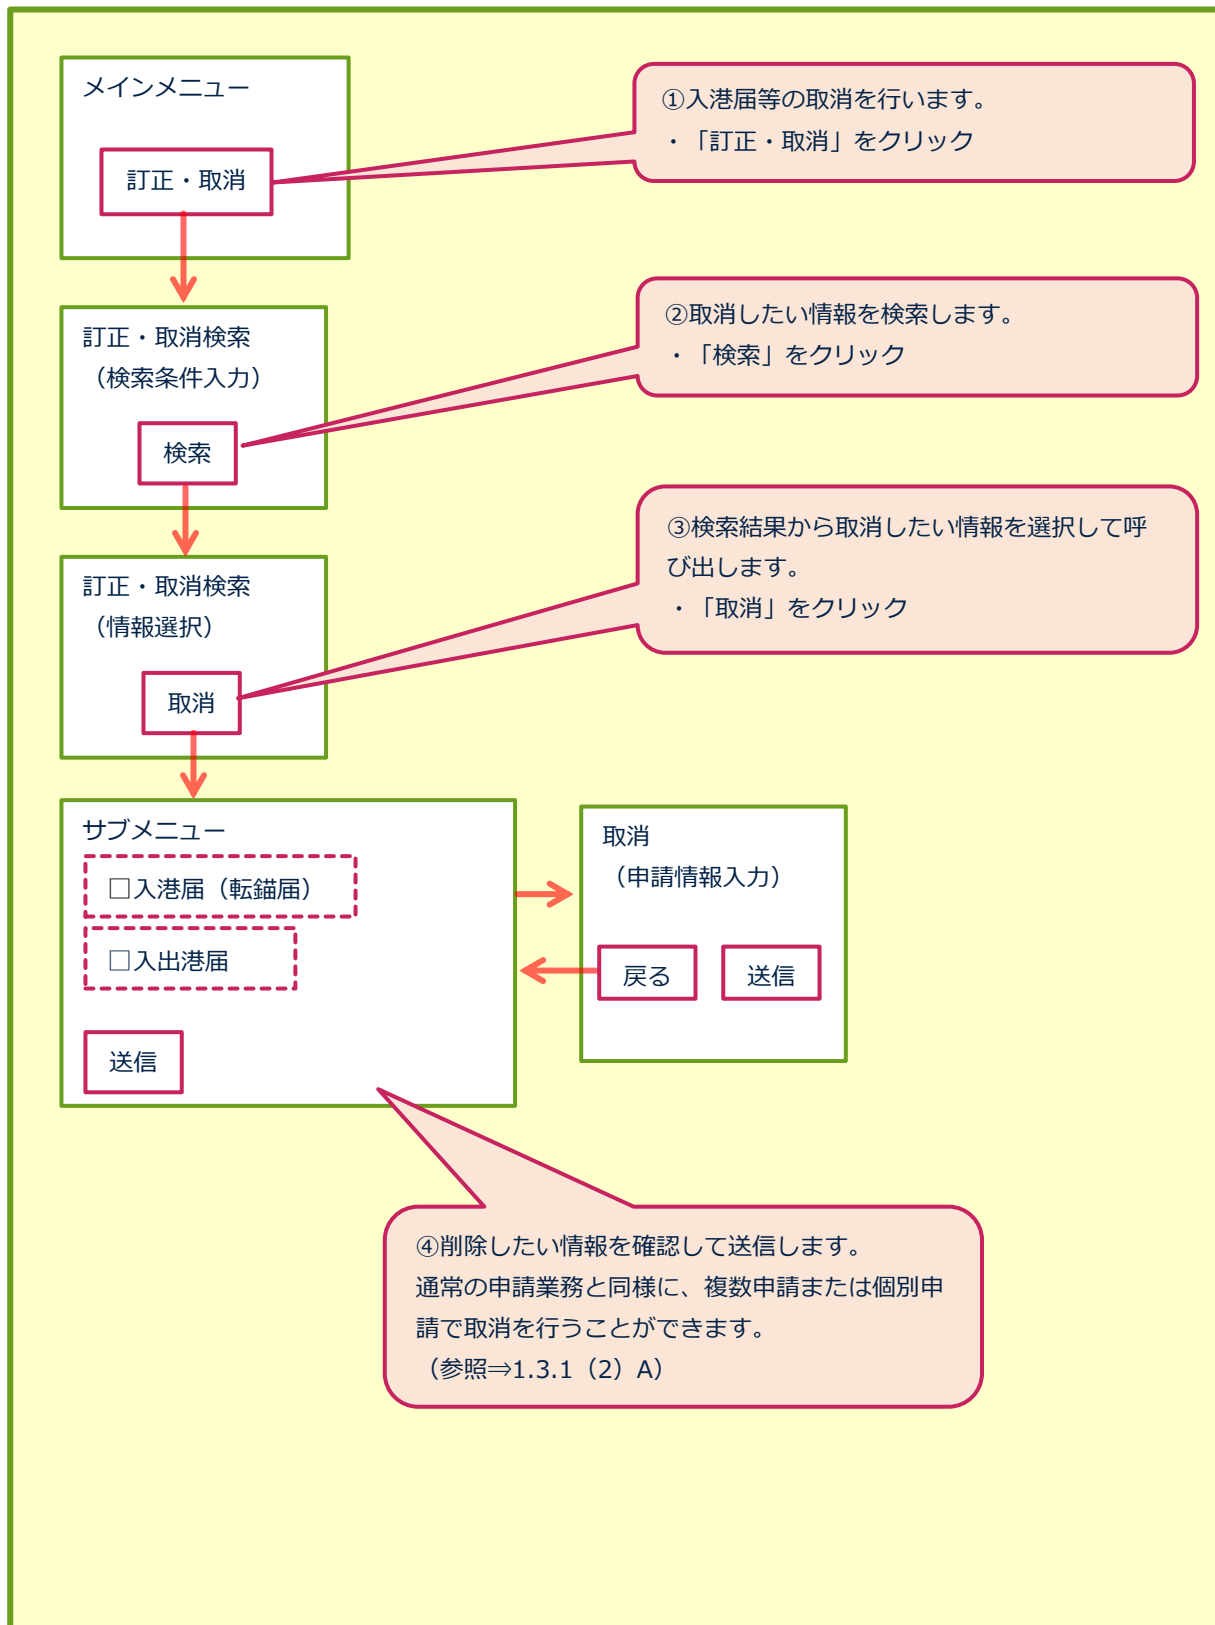 メインメニュー
訂正・取消
①入港届等の取消を行います。
・「訂正・取消」をクリック
訂正・取消検索
（検索条件入力）
検索
②取消したい情報を検索します。
・「検索」をクリック
訂正・取消検索
（情報選択）
取消
③検索結果から取消したい情報を選択して呼
び出します。
・「取消」をクリック
サブメニュー
□入港届（転錨届）
□入出港届
送信
取消
（申請情報入力）
戻る
送信
④削除したい情報を確認して送信します。
通常の申請業務と同様に、複数申請または個別申
請で取消を行うことができます。
（参照⇒1.3.1（2）A）